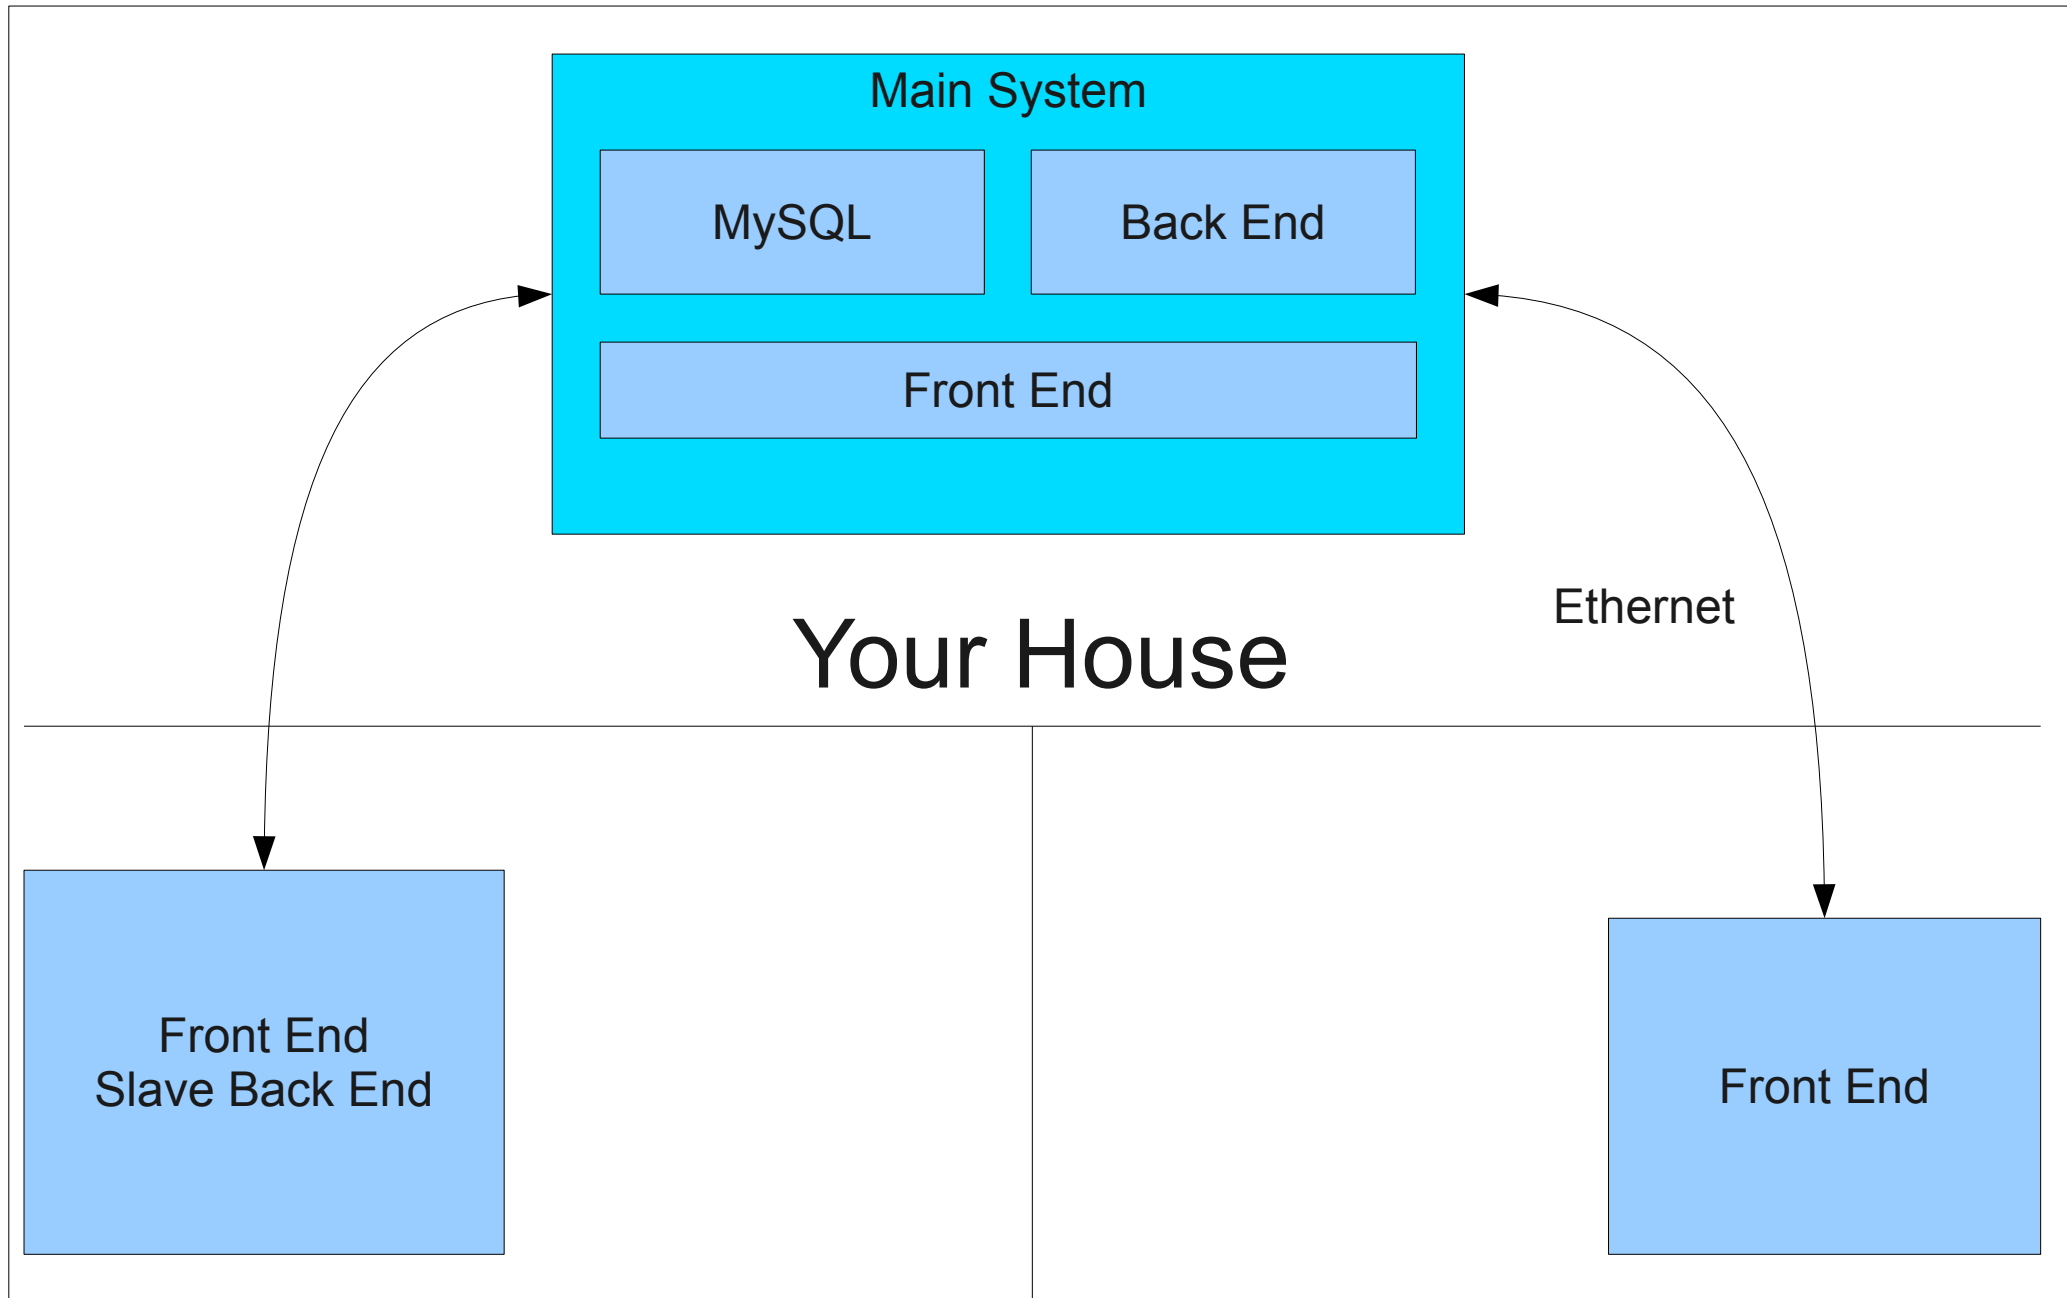 Main System
MySQL
Back End
Front End
Ethernet
Your House
Front End
Slave Back End
Front End